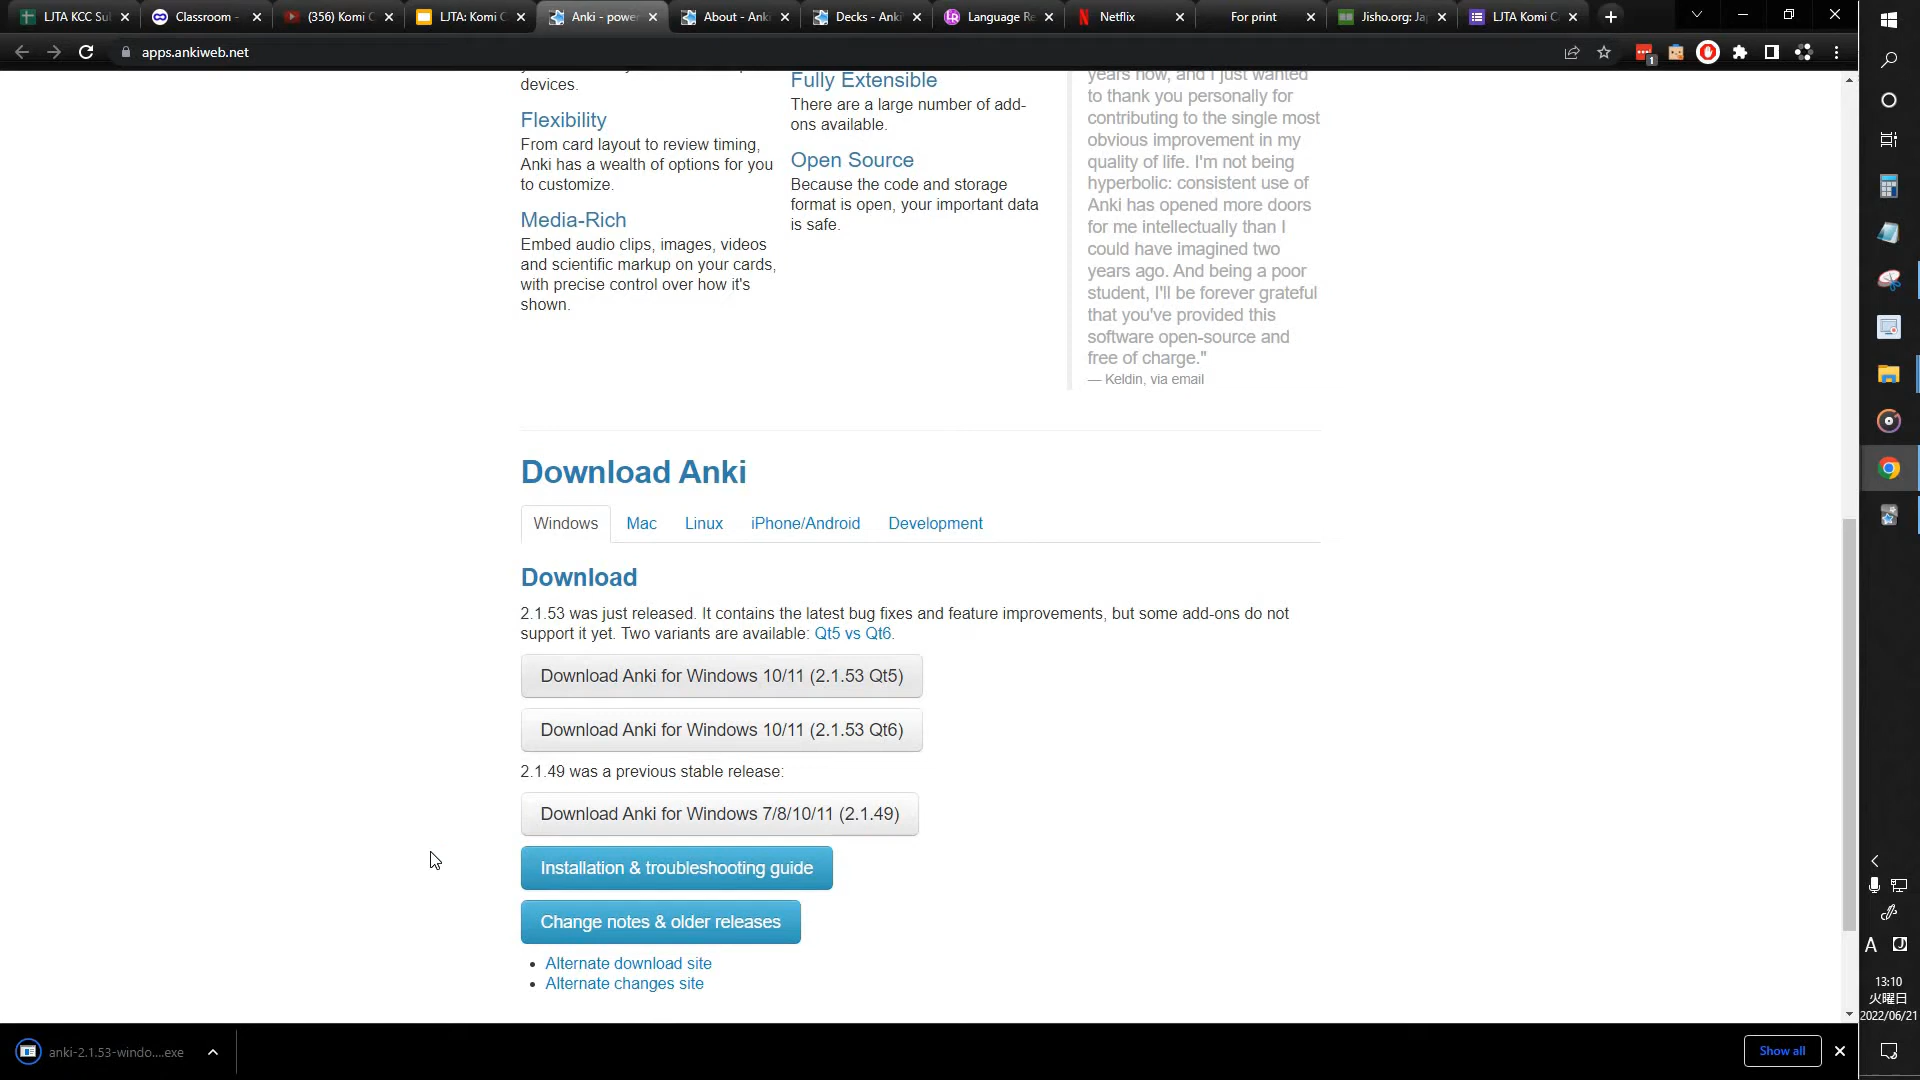 LJTA KCC Su
Classroom -
(356) Komi C
LJTA: Komi C
Anki - power
About - Anki
Decks - Anki
Language Re
Netflix
For print
Jisho.org: Ja
LJTA Komi C
apps.ankiweb.net
1
devices.
Flexibility
From card layout to review timing,
Anki has a wealth of options for you
to customize.
Media-Rich
Embed audio clips, images, videos
and scientific markup on your cards,
with precise control over how it's
shown.
Fully Extensible
There are a large number of add-
ons available.
Open Source
Because the code and storage
format is open, your important data
is safe.
years now, and I just wanted
to thank you personally for
contributing to the single most
obvious improvement in my
quality of life. I'm not being
hyperbolic: consistent use of
Anki has opened more doors
for me intellectually than I
could have imagined two
years ago. And being a poor
student, I'll be forever grateful
that you've provided this
software open-source and
free of charge."
— Keldin, via email
Download Anki
Windows
Mac
Linux
iPhone/Android
Development
Download
2.1.53 was just released. It contains the latest bug fixes and feature improvements, but some add-ons do not
support it yet. Two variants are available: Qt5 vs Qt6.
Download Anki for Windows 10/11 (2.1.53 Qt5)
Download Anki for Windows 10/11 (2.1.53 Qt6)
2.1.49 was a previous stable release:
Download Anki for Windows 7/8/10/11 (2.1.49)
Installation & troubleshooting guide
Change notes & older releases
• Alternate download site
• Alternate changes site
A
J
13:10
火曜日
2022/06/21
anki-2.1.53-windo....exe
Show all